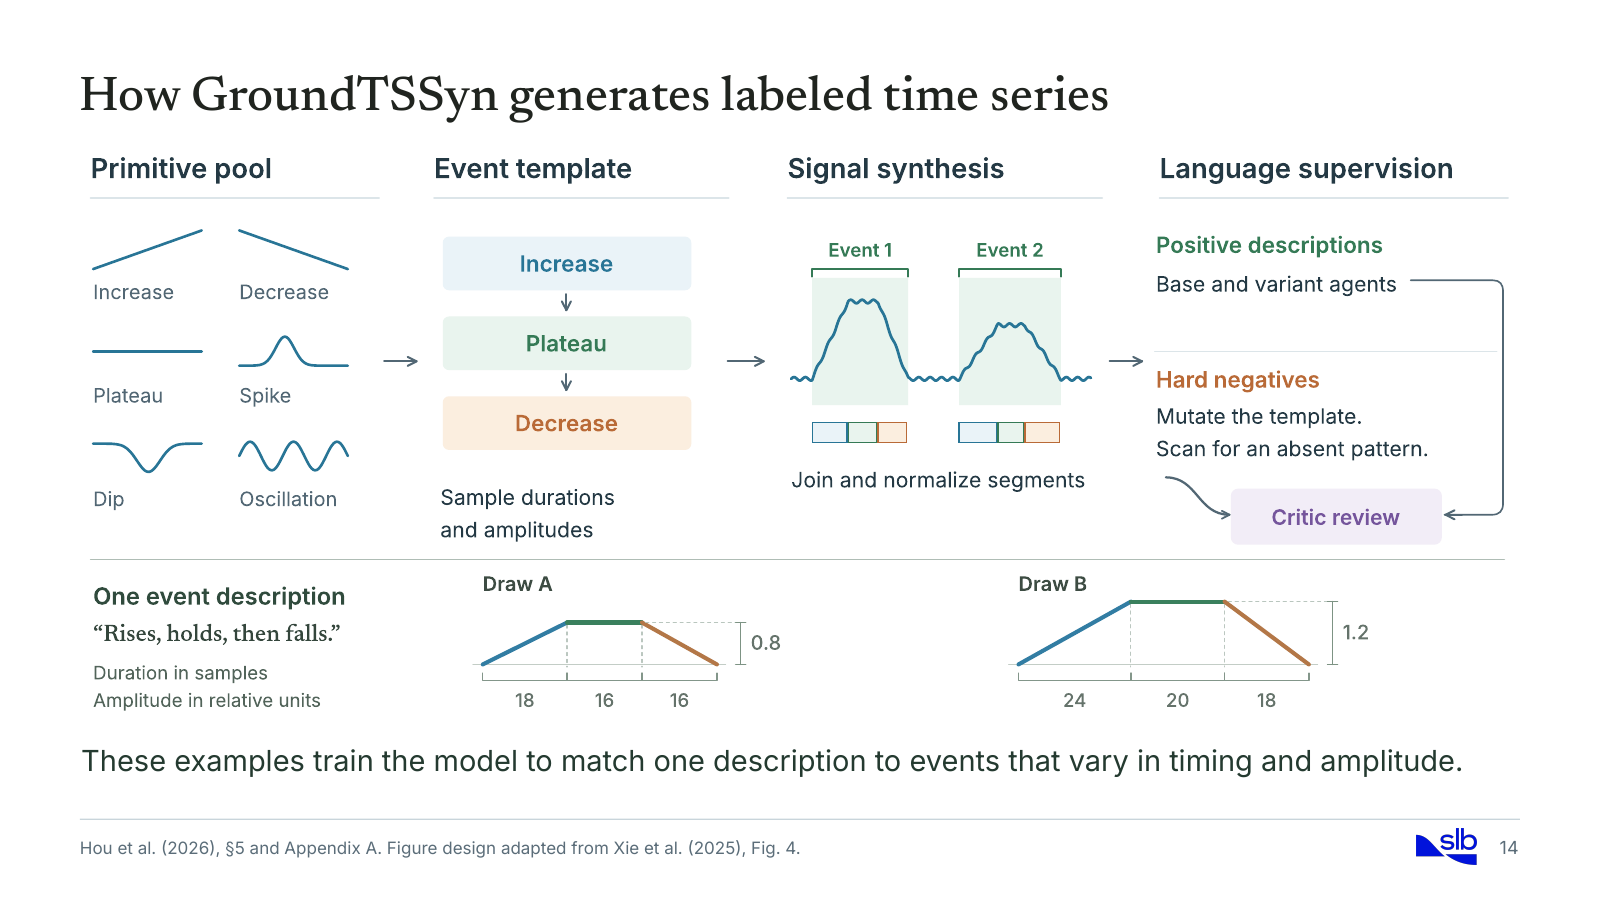 How GroundTSSyn generates labeled time series
Primitive pool
Increase
Decrease
Plateau
Spike
Dip
Oscillation
Event template
Increase
Plateau
Decrease
Sample durations
and amplitudes
Signal synthesis
Event 1
Event 2
Join and normalize segments
Language supervision
Positive descriptions
Base and variant agents
Hard negatives
Mutate the template.
Scan for an absent pattern.
Critic review
One event description
“Rises, holds, then falls.”
Duration in samples
Amplitude in relative units
Draw A
0.8
18
16
16
Draw B
1.2
24
20
18
These examples train the model to match one description to events that vary in timing and amplitude.
Hou et al. (2026), §5 and Appendix A. Figure design adapted from Xie et al. (2025), Fig. 4.
slb
14